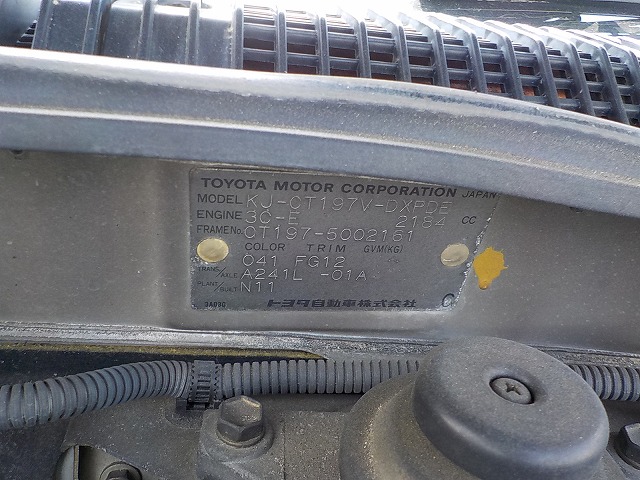 TOYOTA MOTOR CORPORATION JAPAN
MODEL KJ-CT197V-DXPDE
ENGINE 3C-E 2184 CC
FRAME No. CT197-5002161
COLOR TRIM GVM(KG)
041 FG12
TRANS./AXLE A241L -01A
PLANT/BUILT N11
トヨタ自動車株式会社